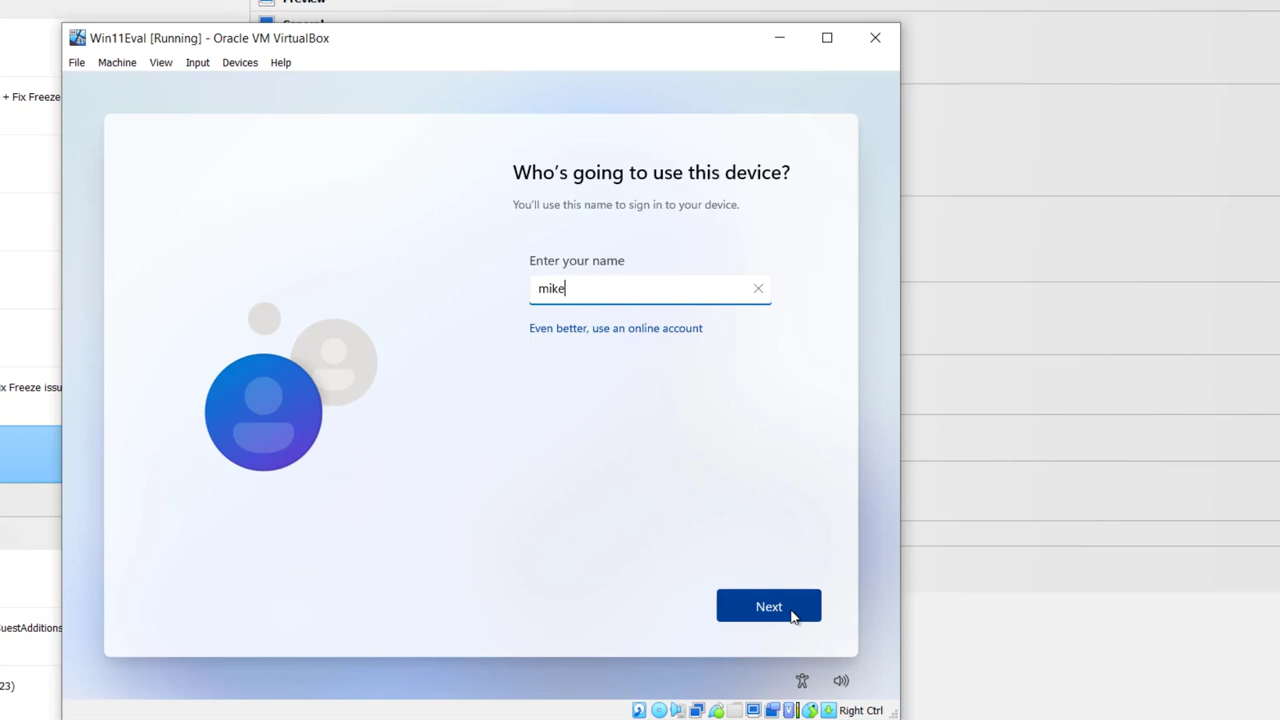 Preview
General
Win11Eval [Running] - Oracle VM VirtualBox
File Machine View Input Devices Help
+ Fix Freeze
Who's going to use this device?
You'll use this name to sign in to your device.
Enter your name
mike
Even better, use an online account
x Freeze issu
Next
uestAdditions
23)
Right Ctrl